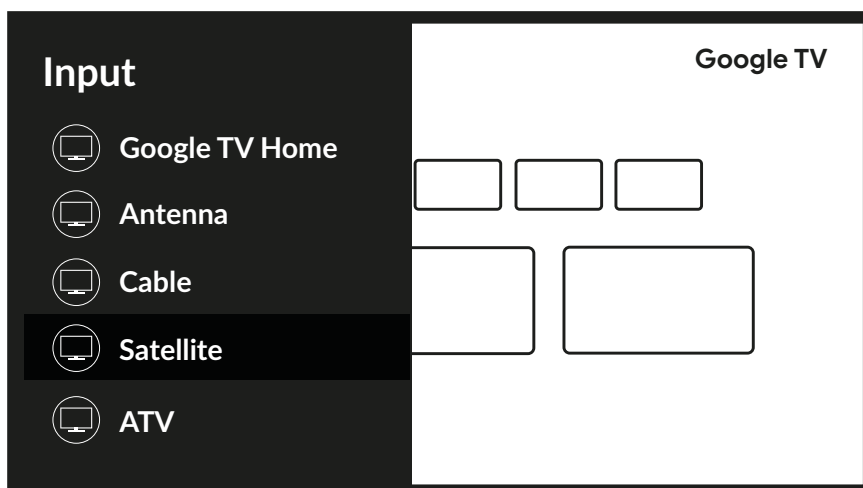 Input
Google TV
Google TV Home
Antenna
Cable
Satellite
ATV